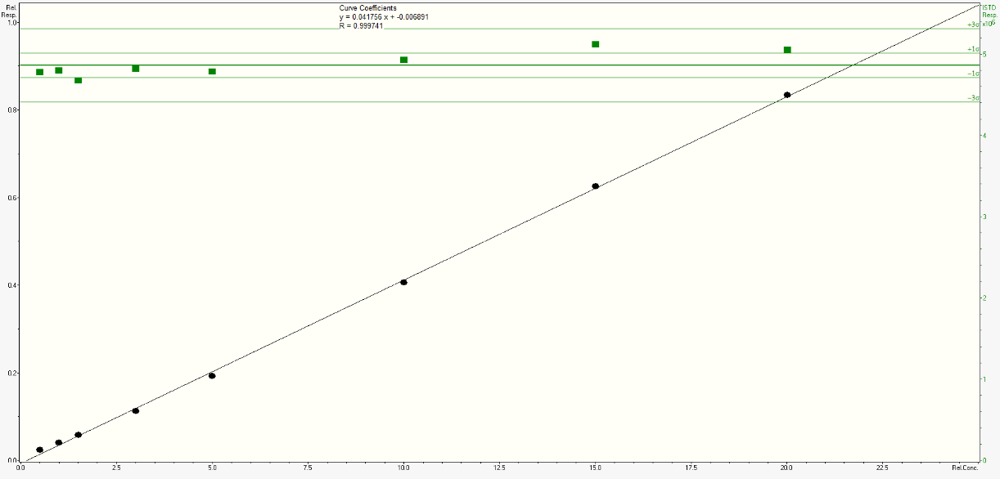 Rel.
Resp.
Curve Coefficients
y = 0.041756 x + -0.006891
R = 0.999741
ISTD
Resp.
x10^6
+3σ
+1σ
-1σ
-3σ
1.0
0.8
0.6
0.4
0.2
0.0
5
4
3
2
1
0
0.0 2.5 5.0 7.5 10.0 12.5 15.0 17.5 20.0 22.5 Rel.Conc.